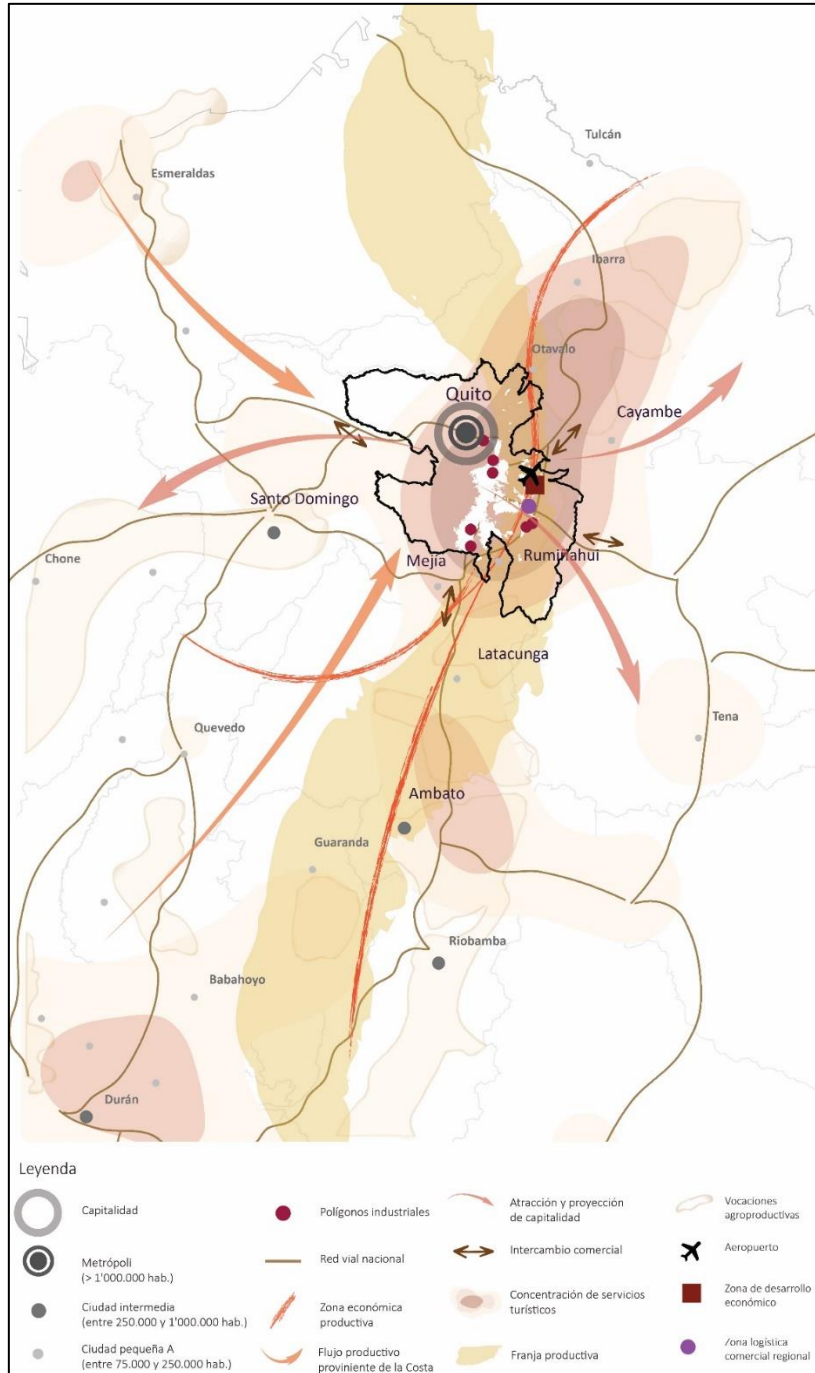 Tulcán
Esmeraldas
Ibarra
Otavalo
Quito
Cayambe
Santo Domingo
Chone
Mejía
Rumiñahui
Latacunga
Quevedo
Tena
Ambato
Guaranda
Riobamba
Babahoyo
Durán
Leyenda
Capitalidad
Metrópoli
(> 1'000.000 hab.)
Ciudad intermedia
(entre 250.000 y 1'000.000 hab.)
Ciudad pequeña A
(entre 75.000 y 250.000 hab.)
Polígonos industriales
Red vial nacional
Zona económica
productiva
Flujo productivo
proviniente de la Costa
Atracción y proyección
de capitalidad
Intercambio comercial
Concentración de servicios
turísticos
Franja productiva
Vocaciones
agroproductivas
Aeropuerto
Zona de desarrollo
económico
Zona logística
comercial regional